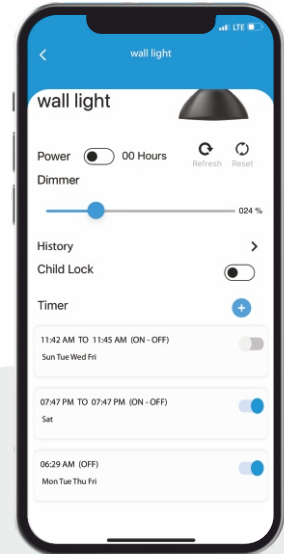 LTE
wall light
wall light
Power 00 Hours Refresh Reset
Dimmer
024 %
History
Child Lock
Timer
11:42 AM TO 11:45 AM (ON - OFF)
Sun Tue Wed Fri
07:47 PM TO 07:47 PM (ON - OFF)
Sat
06:29 AM (OFF)
Mon Tue Thu Fri